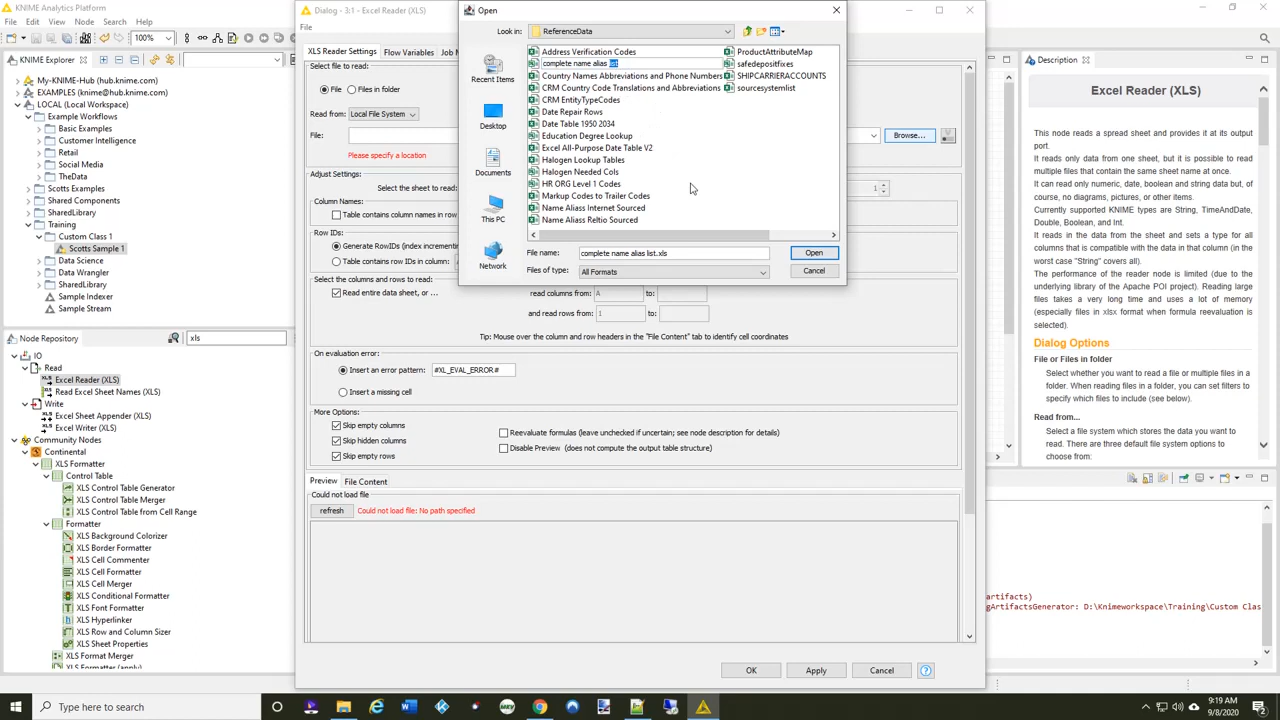 KNIME Analytics Platform
File Edit View Node Search Help
100%
KNIME Explorer
My-KNIME-Hub (hub.knime.com)
EXAMPLES (knime@hub.knime.com)
LOCAL (Local Workspace)
Example Workflows
Basic Examples
Customer Intelligence
Retail
Social Media
TheData
Scotts Examples
Shared Components
SharedLibrary
Training
Custom Class 1
Scotts Sample 1
Data Science
Data Wrangler
SharedLibrary
Sample Indexer
Sample Stream
Node Repository
xls
IO
Read
Excel Reader (XLS)
Read Excel Sheet Names (XLS)
Write
Excel Sheet Appender (XLS)
Excel Writer (XLS)
Community Nodes
Continental
XLS Formatter
Control Table
XLS Control Table Generator
XLS Control Table Merger
XLS Control Table from Cell Range
Formatter
XLS Background Colorizer
XLS Border Formatter
XLS Cell Commenter
XLS Cell Formatter
XLS Cell Merger
XLS Conditional Formatter
XLS Font Formatter
XLS Hyperlinker
XLS Row and Column Sizer
XLS Sheet Properties
XLS Format Merger
XLS Formatter (apply)
Dialog - 3:1 - Excel Reader (XLS)
File
XLS Reader Settings Flow Variables Job M
Select file to read:
File Files in folder
Read from: Local File System
File: Browse...
Please specify a location
Adjust Settings:
Select the sheet to read: 1
Column Names:
Table contains column names in row
Row IDs:
Generate RowIDs (index incrementin
Table contains row IDs in column: A
Select the columns and rows to read:
Read entire data sheet, or ... read columns from: A to:
and read rows from: 1 to:
Tip: Mouse over the column and row headers in the "File Content" tab to identify cell coordinates
On evaluation error:
Insert an error pattern: #XL_EVAL_ERROR#
Insert a missing cell
More Options:
Skip empty columns Reevaluate formulas (leave unchecked if uncertain; see node description for details)
Skip hidden columns Disable Preview (does not compute the output table structure)
Skip empty rows
Preview File Content
Could not load file
refresh Could not load file: No path specified
OK Apply Cancel
Open
Look in: ReferenceData
Recent Items
Desktop
Documents
This PC
Network
Address Verification Codes
complete name alias list
Country Names Abbreviations and Phone Numbers
CRM Country Code Translations and Abbreviations
CRM EntityTypeCodes
Date Repair Rows
Date Table 1950 2034
Education Degree Lookup
Excel All-Purpose Date Table V2
Halogen Lookup Tables
Halogen Needed Cols
HR ORG Level 1 Codes
Markup Codes to Trailer Codes
Name Aliass Internet Sourced
Name Aliass Reltio Sourced
ProductAttributeMap
safedepositfixes
SHIPCARRIERACCOUNTS
sourcesystemlist
File name: complete name alias list.xls Open
Files of type: All Formats Cancel
Description
Excel Reader (XLS)
This node reads a spread sheet and provides it at its output
port.
It reads only data from one sheet, but it is possible to read
multiple files that contain the same sheet name at once.
It can read only numeric, date, boolean and string data but, of
course, no diagrams, pictures, or other items.
Currently supported KNIME types are String, TimeAndDate,
Double, Boolean, and Int.
It reads in the data from the sheet and sets a type for all
columns that is compatible with the data in that column (in the
worst case "String" covers all).
The performance of the reader node is limited (due to the
underlying library of the Apache POI project). Reading large
files takes a very long time and uses a lot of memory
(especially files in xlsx format when formula reevaluation is
selected).
Dialog Options
File or Files in folder
Select whether you want to read a file or multiple files in a
folder. When reading files in a folder, you can set filters to
specify which files to include (see below).
Read from...
Select a file system which stores the data you want to
read. There are three default file system options to
choose from:
artifacts)
gArtifactsGenerator: D:\Knimeworkspace\Training\Custom Clas
Type here to search
9:19 AM
9/8/2020